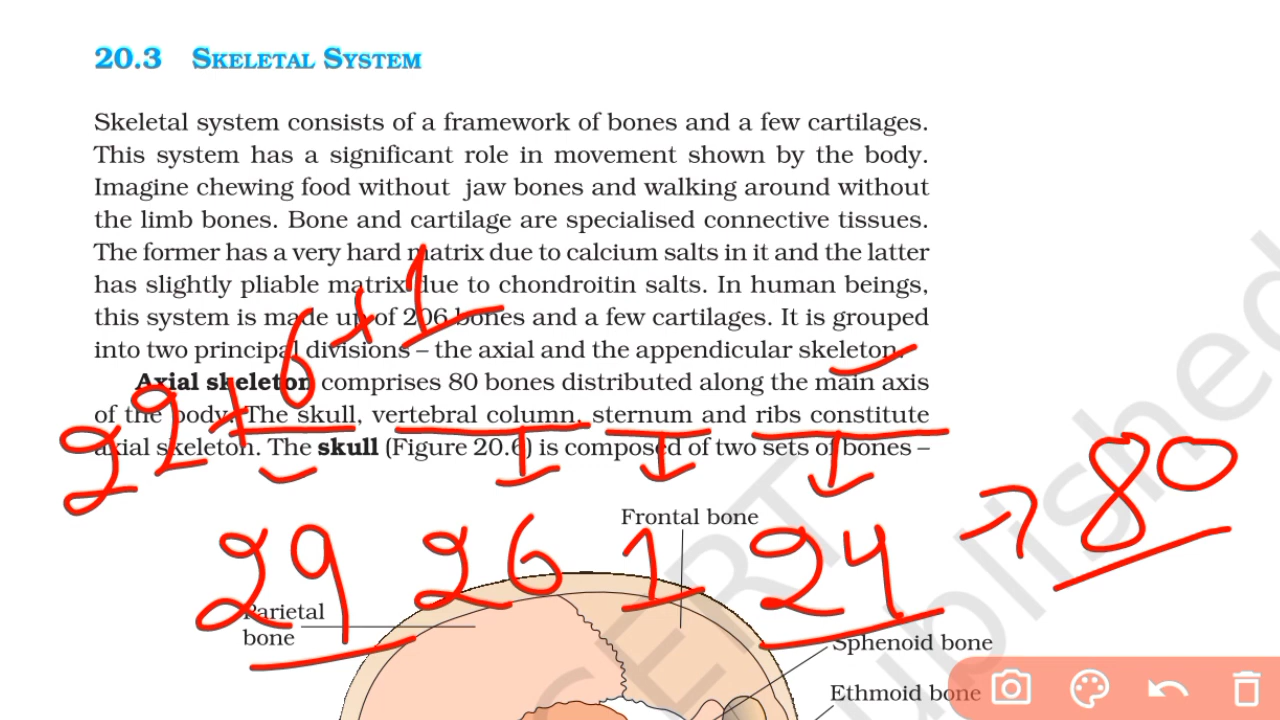 20.3 SKELETAL SYSTEM
Skeletal system consists of a framework of bones and a few cartilages.
This system has a significant role in movement shown by the body.
Imagine chewing food without jaw bones and walking around without
the limb bones. Bone and cartilage are specialised connective tissues.
The former has a very hard matrix due to calcium salts in it and the latter
has slightly pliable matrix due to chondroitin salts. In human beings,
this system is made up of 206 bones and a few cartilages. It is grouped
into two principal divisions – the axial and the appendicular skeleton.
Axial skeleton comprises 80 bones distributed along the main axis
of the body. The skull, vertebral column, sternum and ribs constitute
axial skeleton. The skull (Figure 20.6) is composed of two sets of bones –
22 + 6 + 1
29 26 1 24 → 80
Frontal bone
Parietal
bone
Sphenoid bone
Ethmoid bone
CERT
published